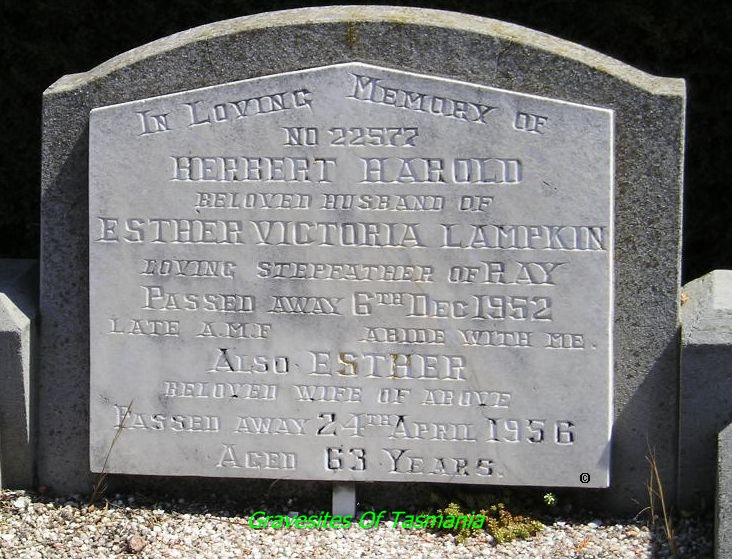 In Loving Memory of
No 22577
Herbert Harold
Beloved Husband of
Esther Victoria Lampkin
Loving Stepfather of Ray
Passed away 6th Dec 1952
Late A.M.F Abide with me.
Also Esther
Beloved wife of above
Passed away 24th April 1956
Aged 63 Years.
©
Gravesites Of Tasmania